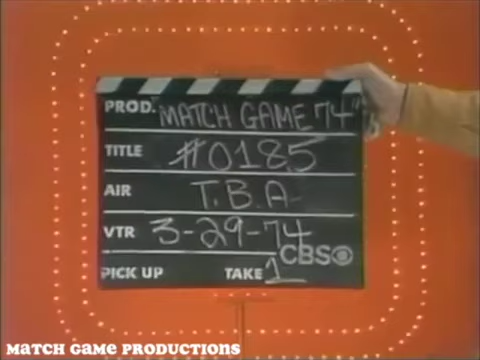 PROD. MATCH GAME 74"
TITLE #0185
AIR T.B.A-
VTR 3-29-74
CBS
PICK UP TAKE 1
MATCH GAME PRODUCTIONS